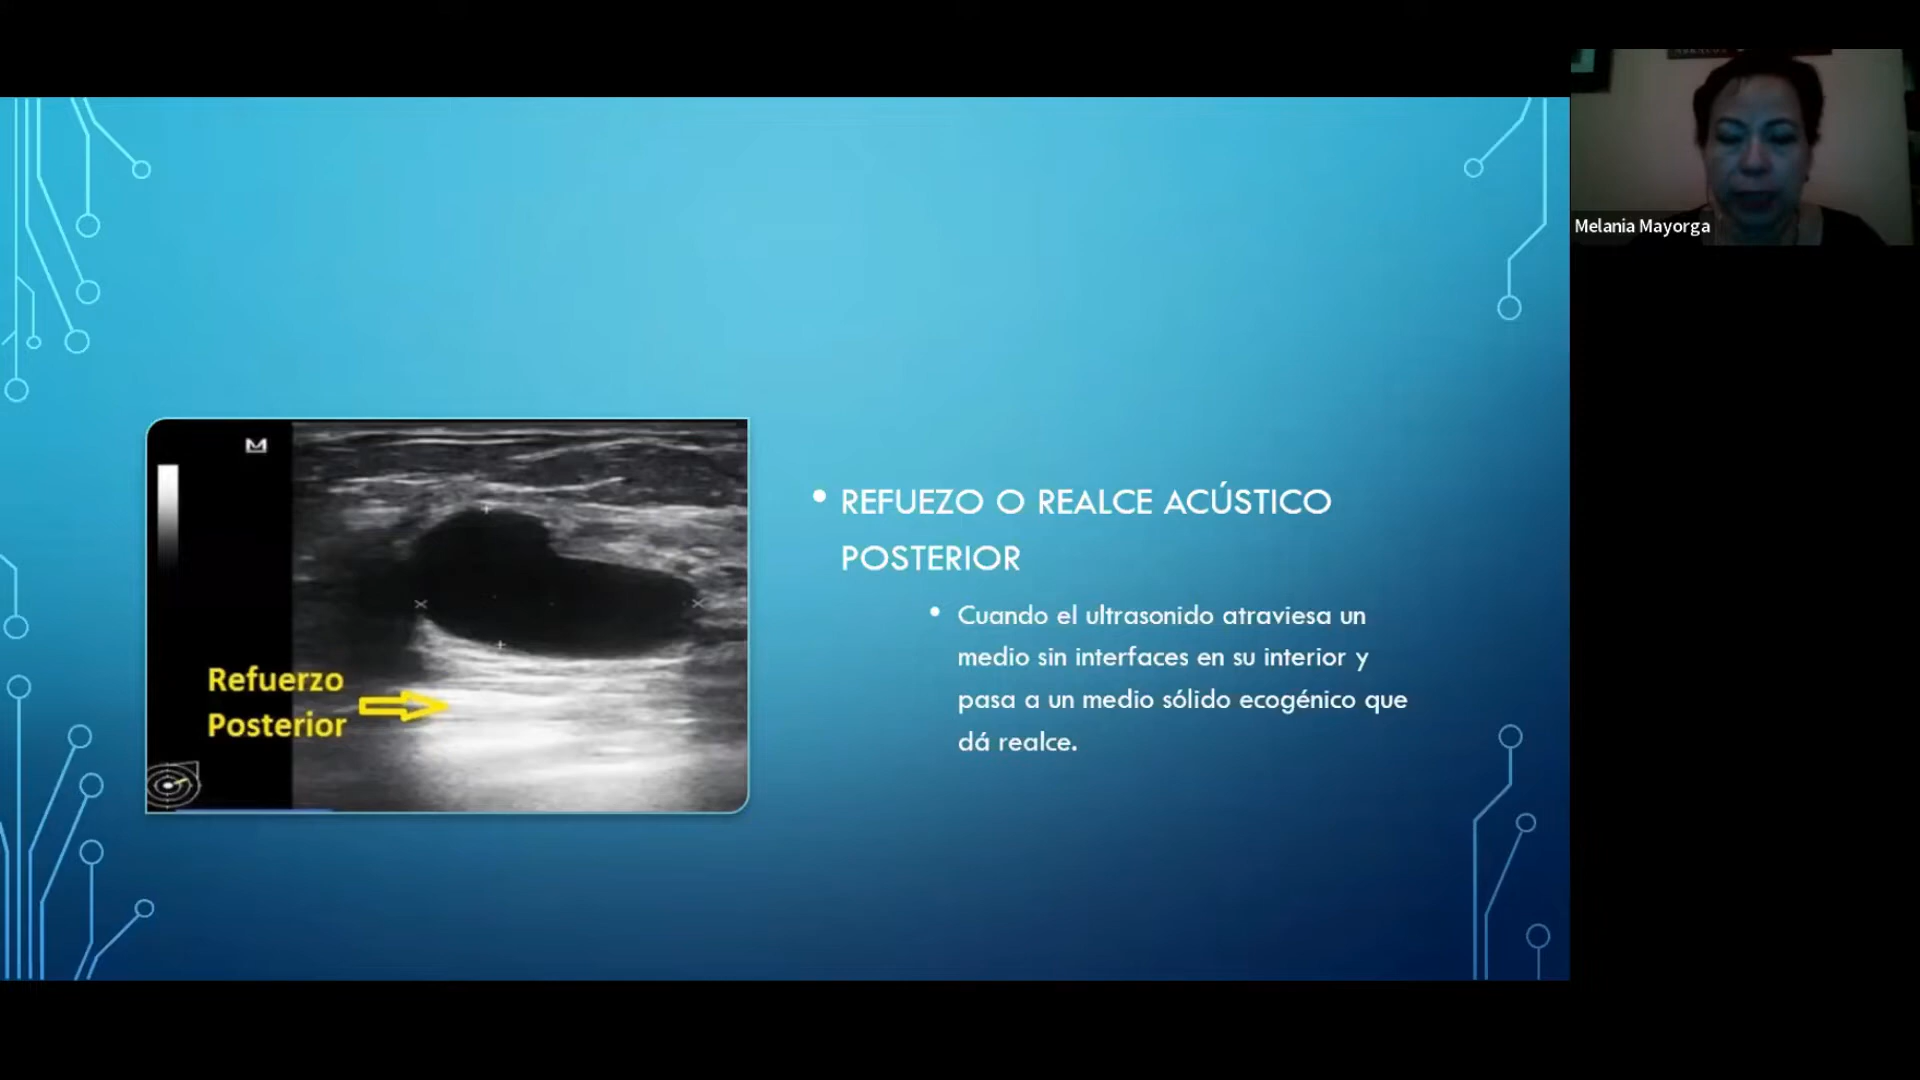 Melania Mayorga
M
Refuerzo
Posterior
• REFUEZO O REALCE ACÚSTICO
POSTERIOR
• Cuando el ultrasonido atraviesa un
medio sin interfaces en su interior y
pasa a un medio sólido ecogénico que
dá realce.